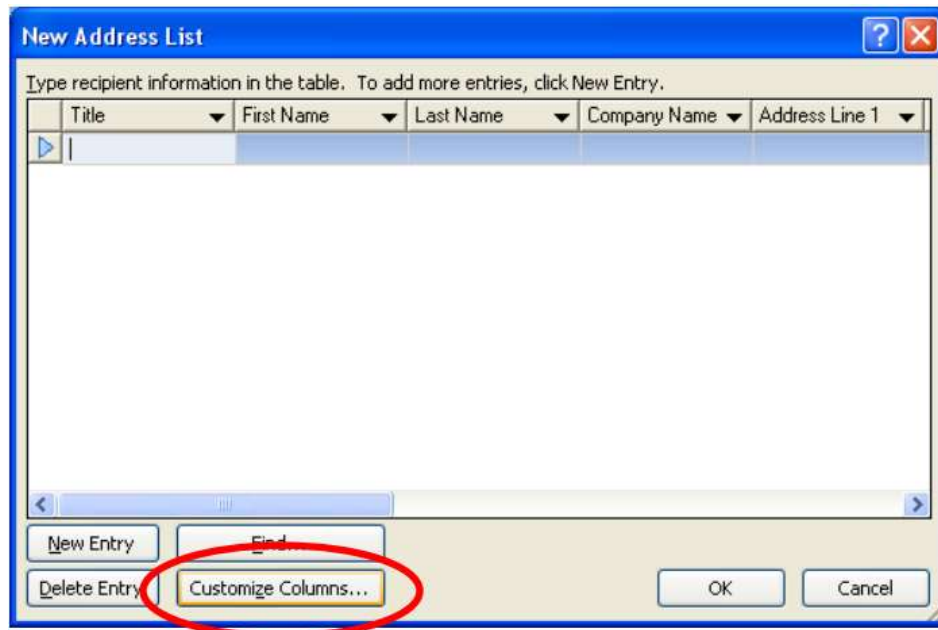 New Address List
Type recipient information in the table. To add more entries, click New Entry.
Title First Name Last Name Company Name Address Line 1
New Entry Find...
Delete Entry Customize Columns... OK Cancel